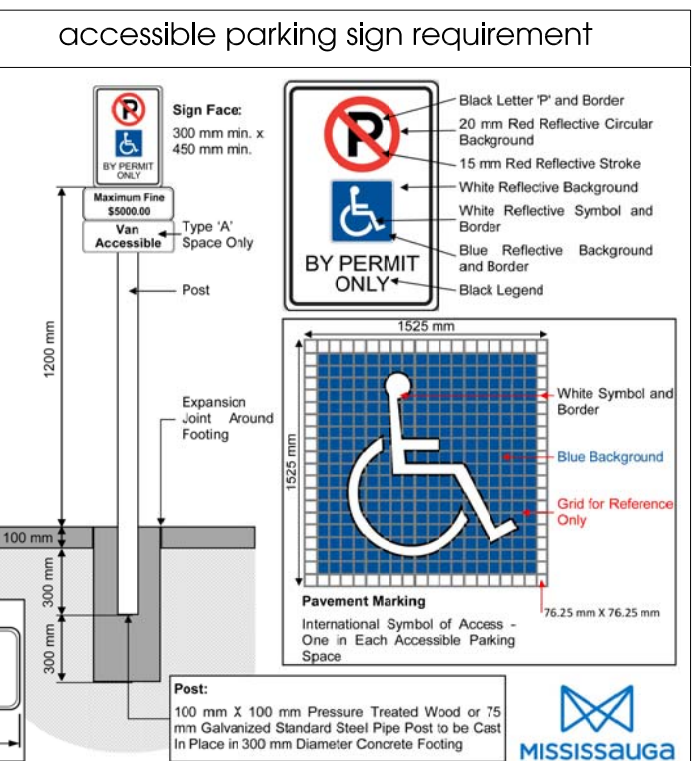 accessible parking sign requirement
P
BY PERMIT
ONLY
Sign Face:
300 mm min. x
450 mm min.
Maximum Fine
$5000.00
Van
Accessible
Type 'A'
Space Only
Post
1200 mm
Expansion
Joint Around
Footing
100 mm
300 mm
300 mm
P
BY PERMIT
ONLY
Black Letter 'P' and Border
20 mm Red Reflective Circular
Background
15 mm Red Reflective Stroke
White Reflective Background
White Reflective Symbol and
Border
Blue Reflective Background
and Border
Black Legend
1525 mm
1525 mm
White Symbol and
Border
Blue Background
Grid for Reference
Only
76.25 mm X 76.25 mm
Pavement Marking
International Symbol of Access -
One in Each Accessible Parking
Space
Post:
100 mm X 100 mm Pressure Treated Wood or 75
mm Galvanized Standard Steel Pipe Post to be Cast
In Place in 300 mm Diameter Concrete Footing
MISSISSAUGA